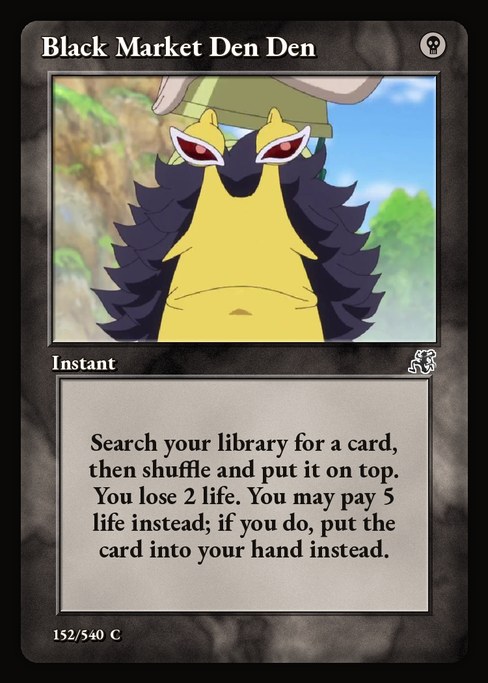 Black Market Den Den
Instant
Search your library for a card,
then shuffle and put it on top.
You lose 2 life. You may pay 5
life instead; if you do, put the
card into your hand instead.
152/540 C